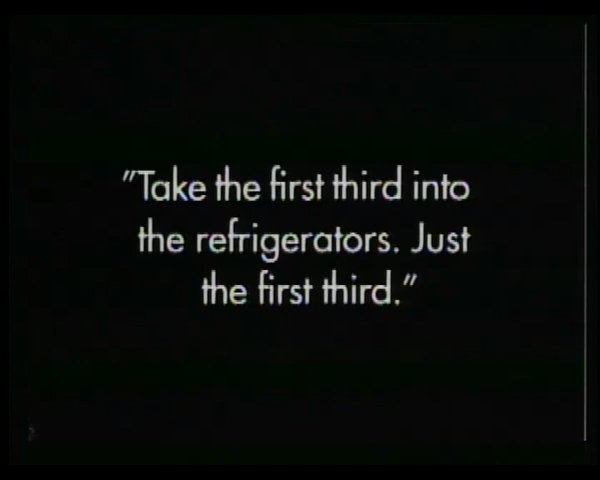 "Take the first third into
the refrigerators. Just
the first third."